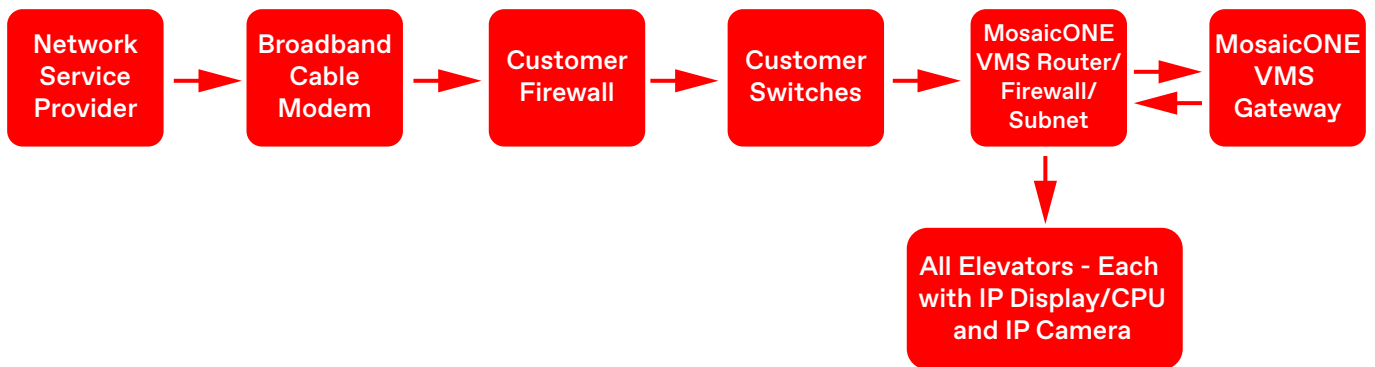 Network
Service
Provider
Broadband
Cable
Modem
Customer
Firewall
Customer
Switches
MosaicONE
VMS Router/
Firewall/
Subnet
MosaicONE
VMS
Gateway
All Elevators - Each
with IP Display/CPU
and IP Camera